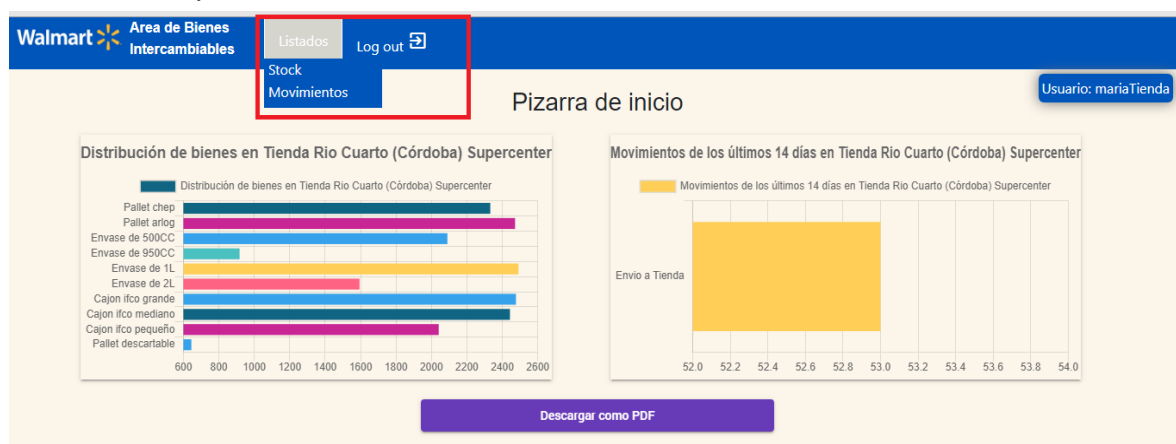 Walmart
Area de Bienes
Intercambiables
Listados
Log out
Stock
Movimientos
Usuario: mariaTienda
Pizarra de inicio
Distribución de bienes en Tienda Rio Cuarto (Córdoba) Supercenter
Distribución de bienes en Tienda Rio Cuarto (Córdoba) Supercenter
Pallet chep
Pallet arlog
Envase de 500CC
Envase de 950CC
Envase de 1L
Envase de 2L
Cajon ifco grande
Cajon ifco mediano
Cajon ifco pequeño
Pallet descartable
600 800 1000 1200 1400 1600 1800 2000 2200 2400 2600
Movimientos de los últimos 14 días en Tienda Rio Cuarto (Córdoba) Supercenter
Movimientos de los últimos 14 días en Tienda Rio Cuarto (Córdoba) Supercenter
Envio a Tienda
52.0 52.2 52.4 52.6 52.8 53.0 53.2 53.4 53.6 53.8 54.0
Descargar como PDF